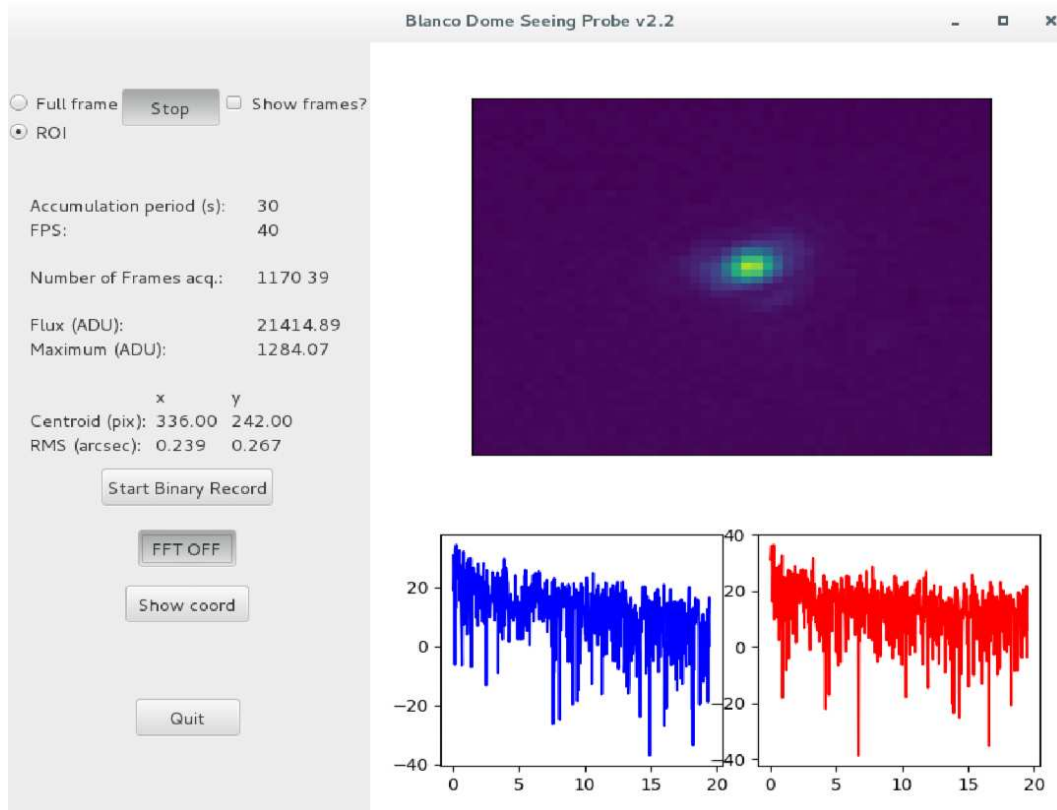 Blanco Dome Seeing Probe v2.2
Full frame Stop Show frames?
ROI
Accumulation period (s): 30
FPS: 40
Number of Frames acq.: 1170 39
Flux (ADU): 21414.89
Maximum (ADU): 1284.07
x y
Centroid (pix): 336.00 242.00
RMS (arcsec): 0.239 0.267
Start Binary Record
FFT OFF
Show coord
Quit
20
0
−20
−40
0 5 10 15 20
40
20
0
−20
−40
0 5 10 15 20